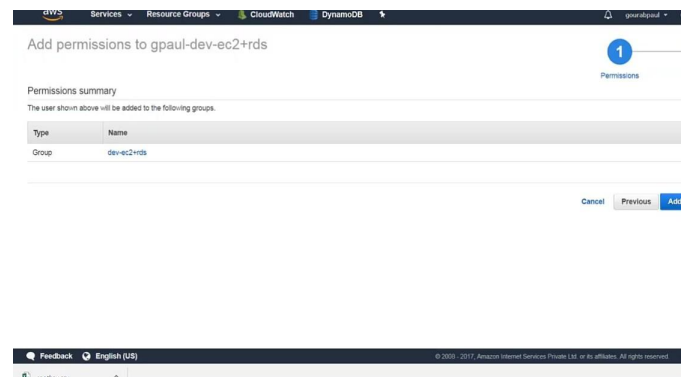 aws Services Resource Groups CloudWatch DynamoDB gourabpaul
Add permissions to gpaul-dev-ec2+rds
1
Permissions
Permissions summary
The user shown above will be added to the following groups.
Type Name
Group dev-ec2+rds
Cancel Previous Add
Feedback English (US) © 2008 - 2017, Amazon Internet Services Private Ltd. or its affiliates. All rights reserved